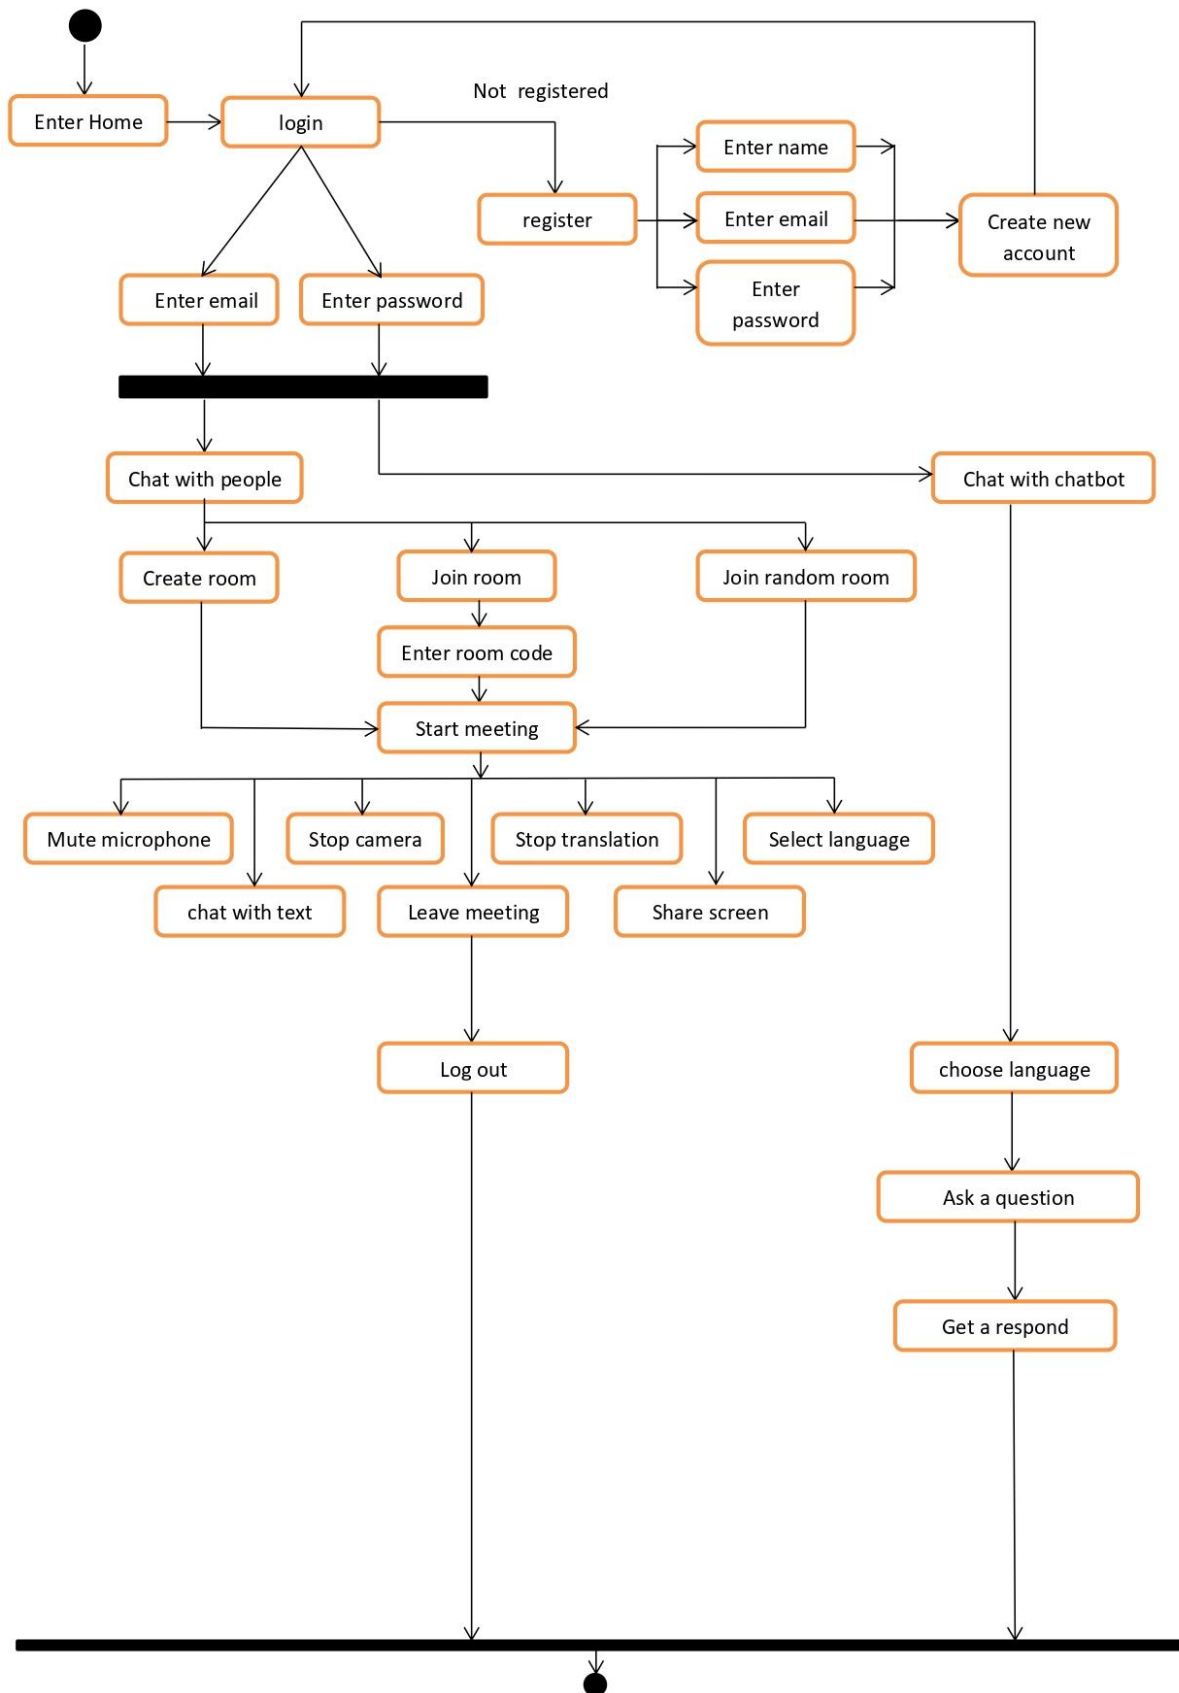 Not  registered
Enter Home
login
Enter name
register
Enter email
Create new
account
Enter
password
Enter email
Enter password
Chat with people
Chat with chatbot
Create room
Join room
Join random room
Enter room code
Start meeting
Mute microphone
Stop camera
Stop translation
Select language
chat with text
Leave meeting
Share screen
Log out
choose language
Ask a question
Get a respond